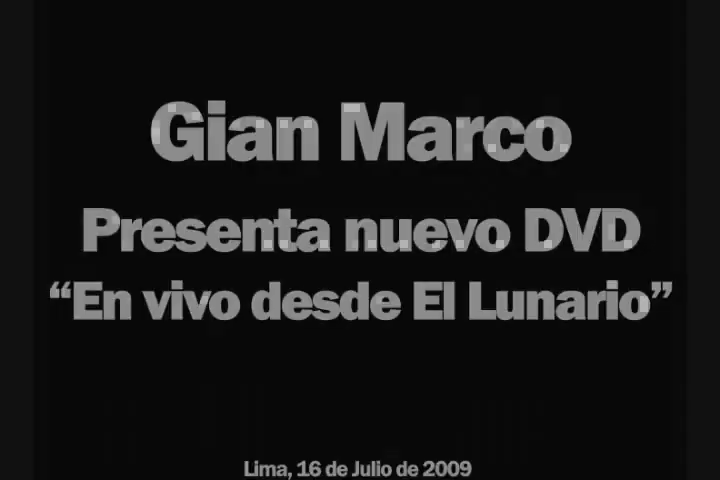 Gian Marco
Presenta nuevo DVD
“En vivo desde El Lunario”
Lima, 16 de Julio de 2009